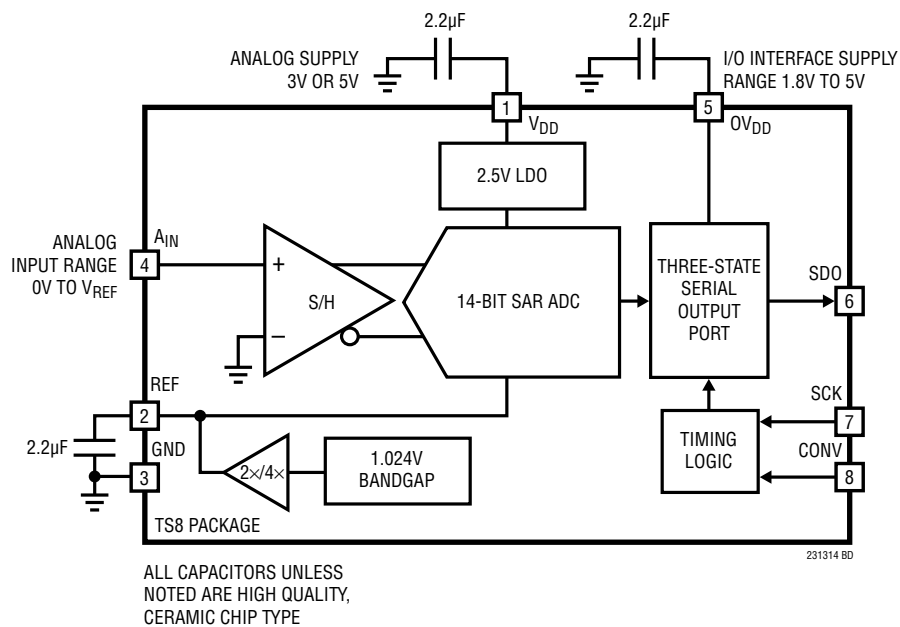 2.2µF
2.2µF
ANALOG SUPPLY
3V OR 5V
I/O INTERFACE SUPPLY
RANGE 1.8V TO 5V
1
VDD
5
OVDD
2.5V LDO
ANALOG
INPUT RANGE
0V TO VREF
AIN
4
+
S/H
–
14-BIT SAR ADC
THREE-STATE
SERIAL
OUTPUT
PORT
SDO
6
REF
2
2.2µF
GND
3
2×/4×
1.024V
BANDGAP
TIMING
LOGIC
SCK
7
CONV
8
TS8 PACKAGE
231314 BD
ALL CAPACITORS UNLESS
NOTED ARE HIGH QUALITY,
CERAMIC CHIP TYPE